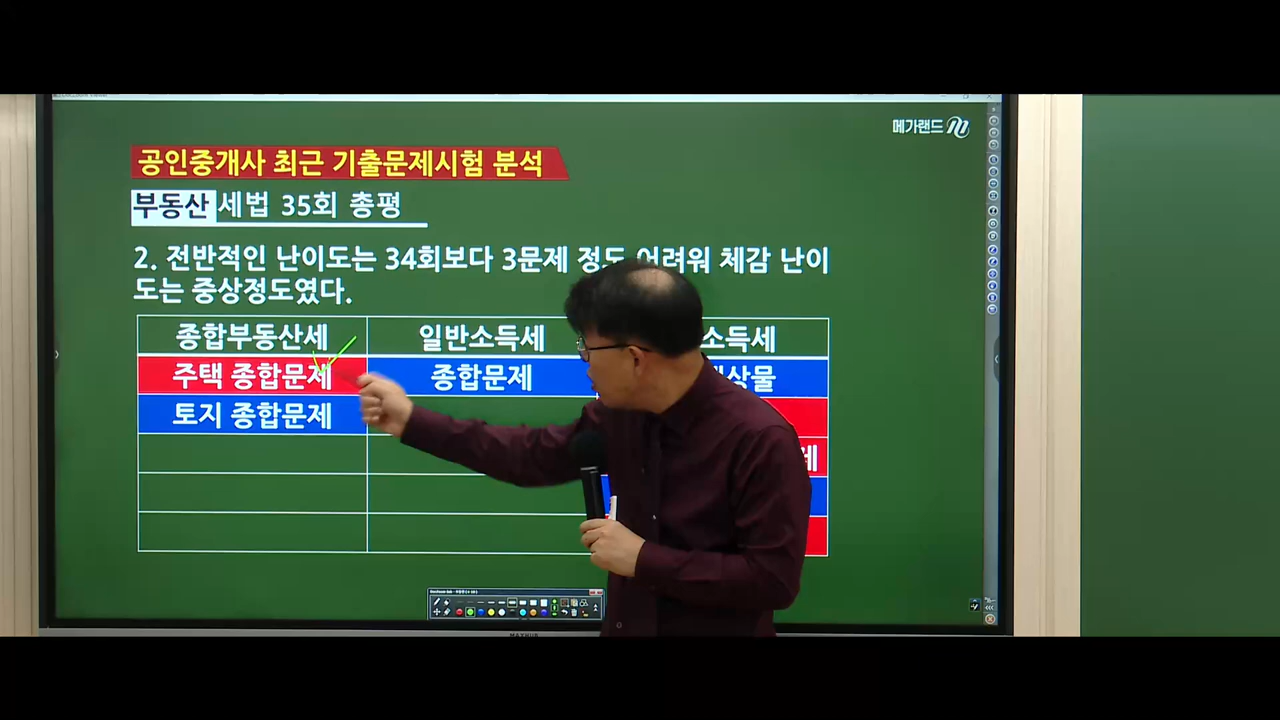 메가랜드
공인중개사 최근 기출문제시험 분석
부동산 세법 35회 총평
2. 전반적인 난이도는 34회보다 3문제 정도 어려워 체감 난이
도는 중상정도였다.
종합부동산세 일반소득세 소득세
주택 종합문제 종합문제 상물
토지 종합문제
제